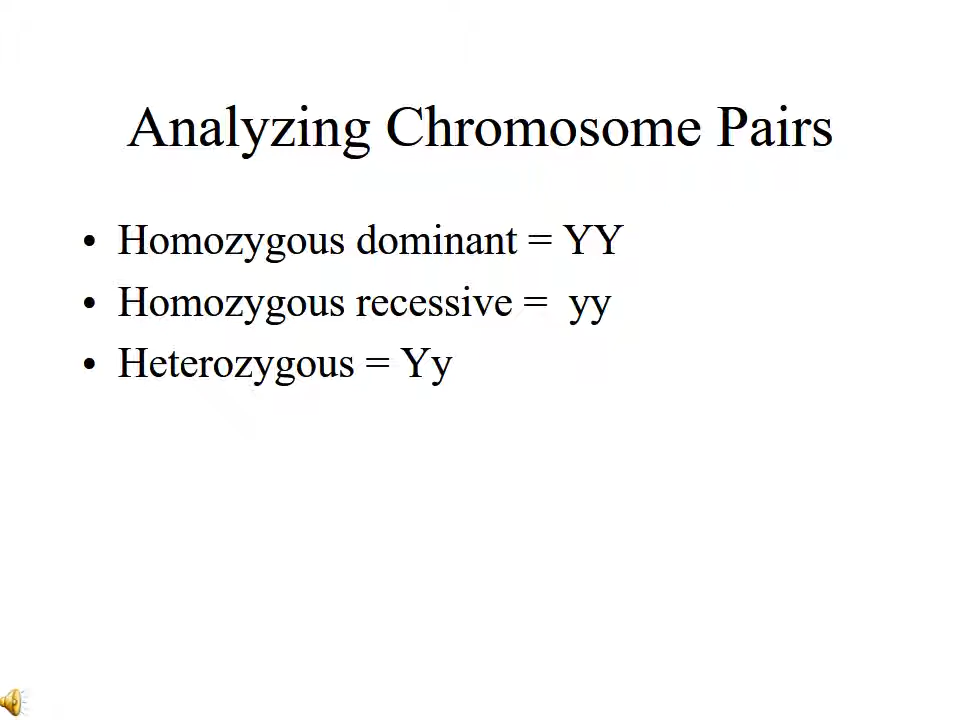 Analyzing Chromosome Pairs
• Homozygous dominant = YY
• Homozygous recessive =  yy
• Heterozygous = Yy